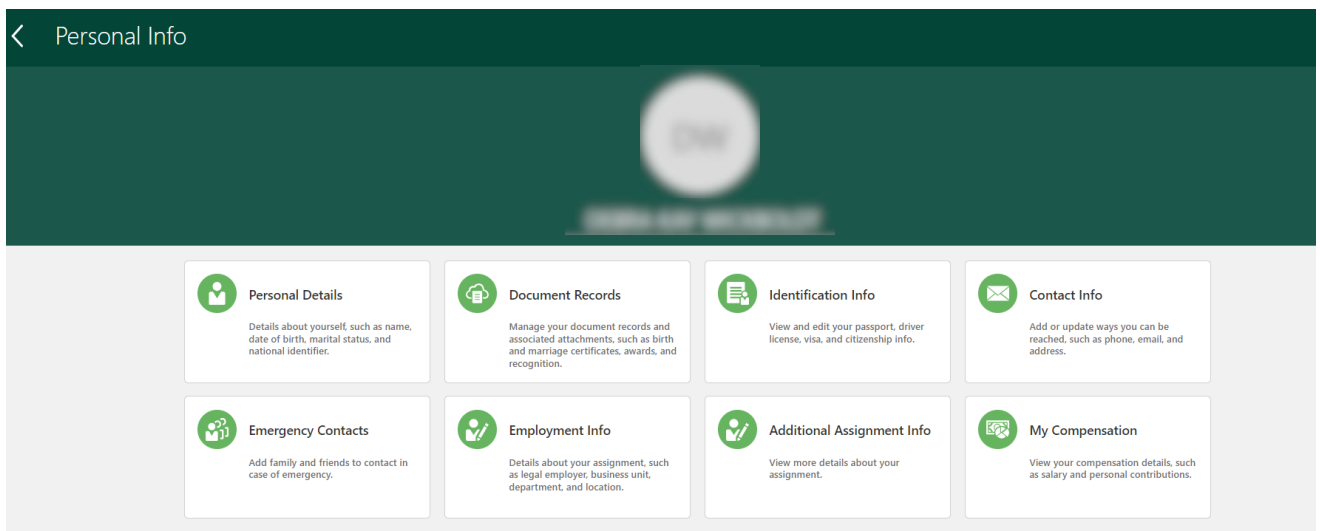 Personal Info
Personal Details
Details about yourself, such as name,
date of birth, marital status, and
national identifier.
Document Records
Manage your document records and
associated attachments, such as birth
and marriage certificates, awards, and
recognition.
Identification Info
View and edit your passport, driver
license, visa, and citizenship info.
Contact Info
Add or update ways you can be
reached, such as phone, email, and
address.
Emergency Contacts
Add family and friends to contact in
case of emergency.
Employment Info
Details about your assignment, such
as legal employer, business unit,
department, and location.
Additional Assignment Info
View more details about your
assignment.
My Compensation
View your compensation details, such
as salary and personal contributions.